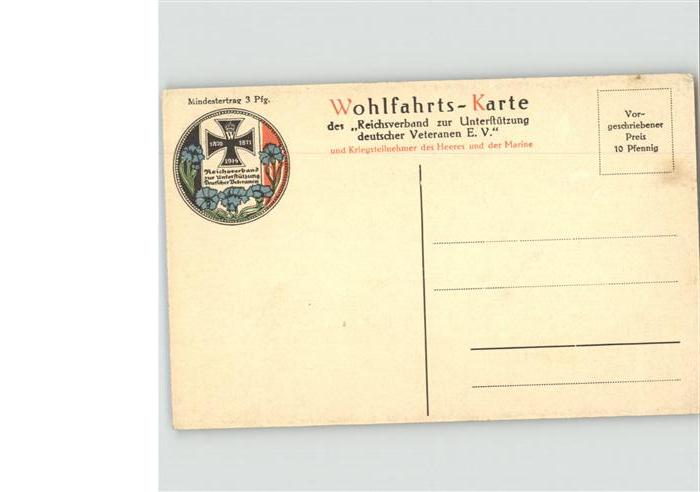 Mindestertrag 3 Pfg.
W
1870 1871
1914
Reichsverband
zur Unterstützung
Deutscher Veteranen
Wohlfahrts-Karte
des „Reichsverband zur Unterstützung
deutscher Veteranen E. V."
und Kriegsteilnehmer des Heeres und der Marine
Vor-
geschriebener
Preis
10 Pfennig